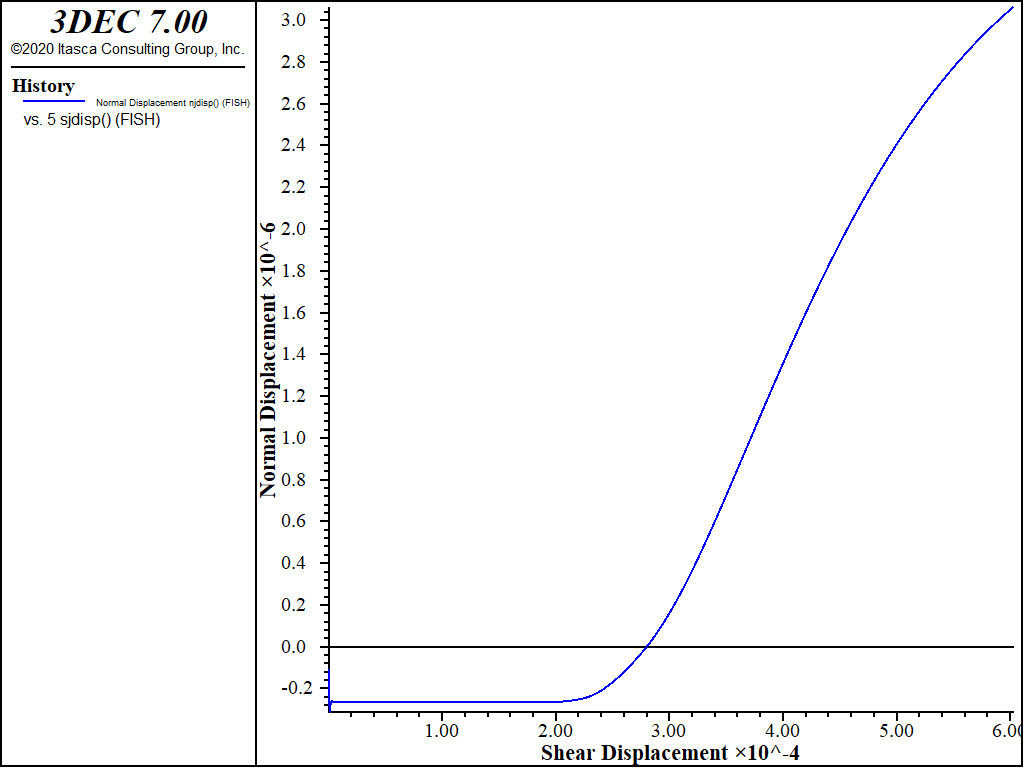 3DEC 7.00
©2020 Itasca Consulting Group, Inc.
History
Normal Displacement njdisp() (FISH)
vs. 5 sjdisp() (FISH)
Normal Displacement ×10^-6
3.0
2.8
2.6
2.4
2.2
2.0
1.8
1.6
1.4
1.2
1.0
0.8
0.6
0.4
0.2
0.0
-0.2
1.00 2.00 3.00 4.00 5.00 6.00
Shear Displacement ×10^-4